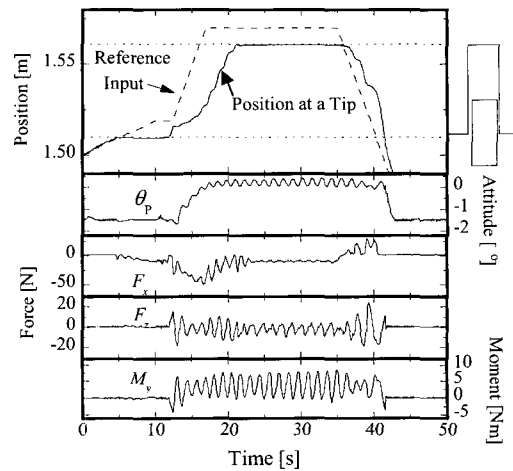 1.55
1.50
Position [m]
Reference
Input
Position at a Tip
θP
0
-1
-2
Attitude [ °]
0
-50
Fx
Force [N]
20
0
-20
Fz
10
5
0
-5
My
Moment [Nm]
0 10 20 30 40 50
Time [s]